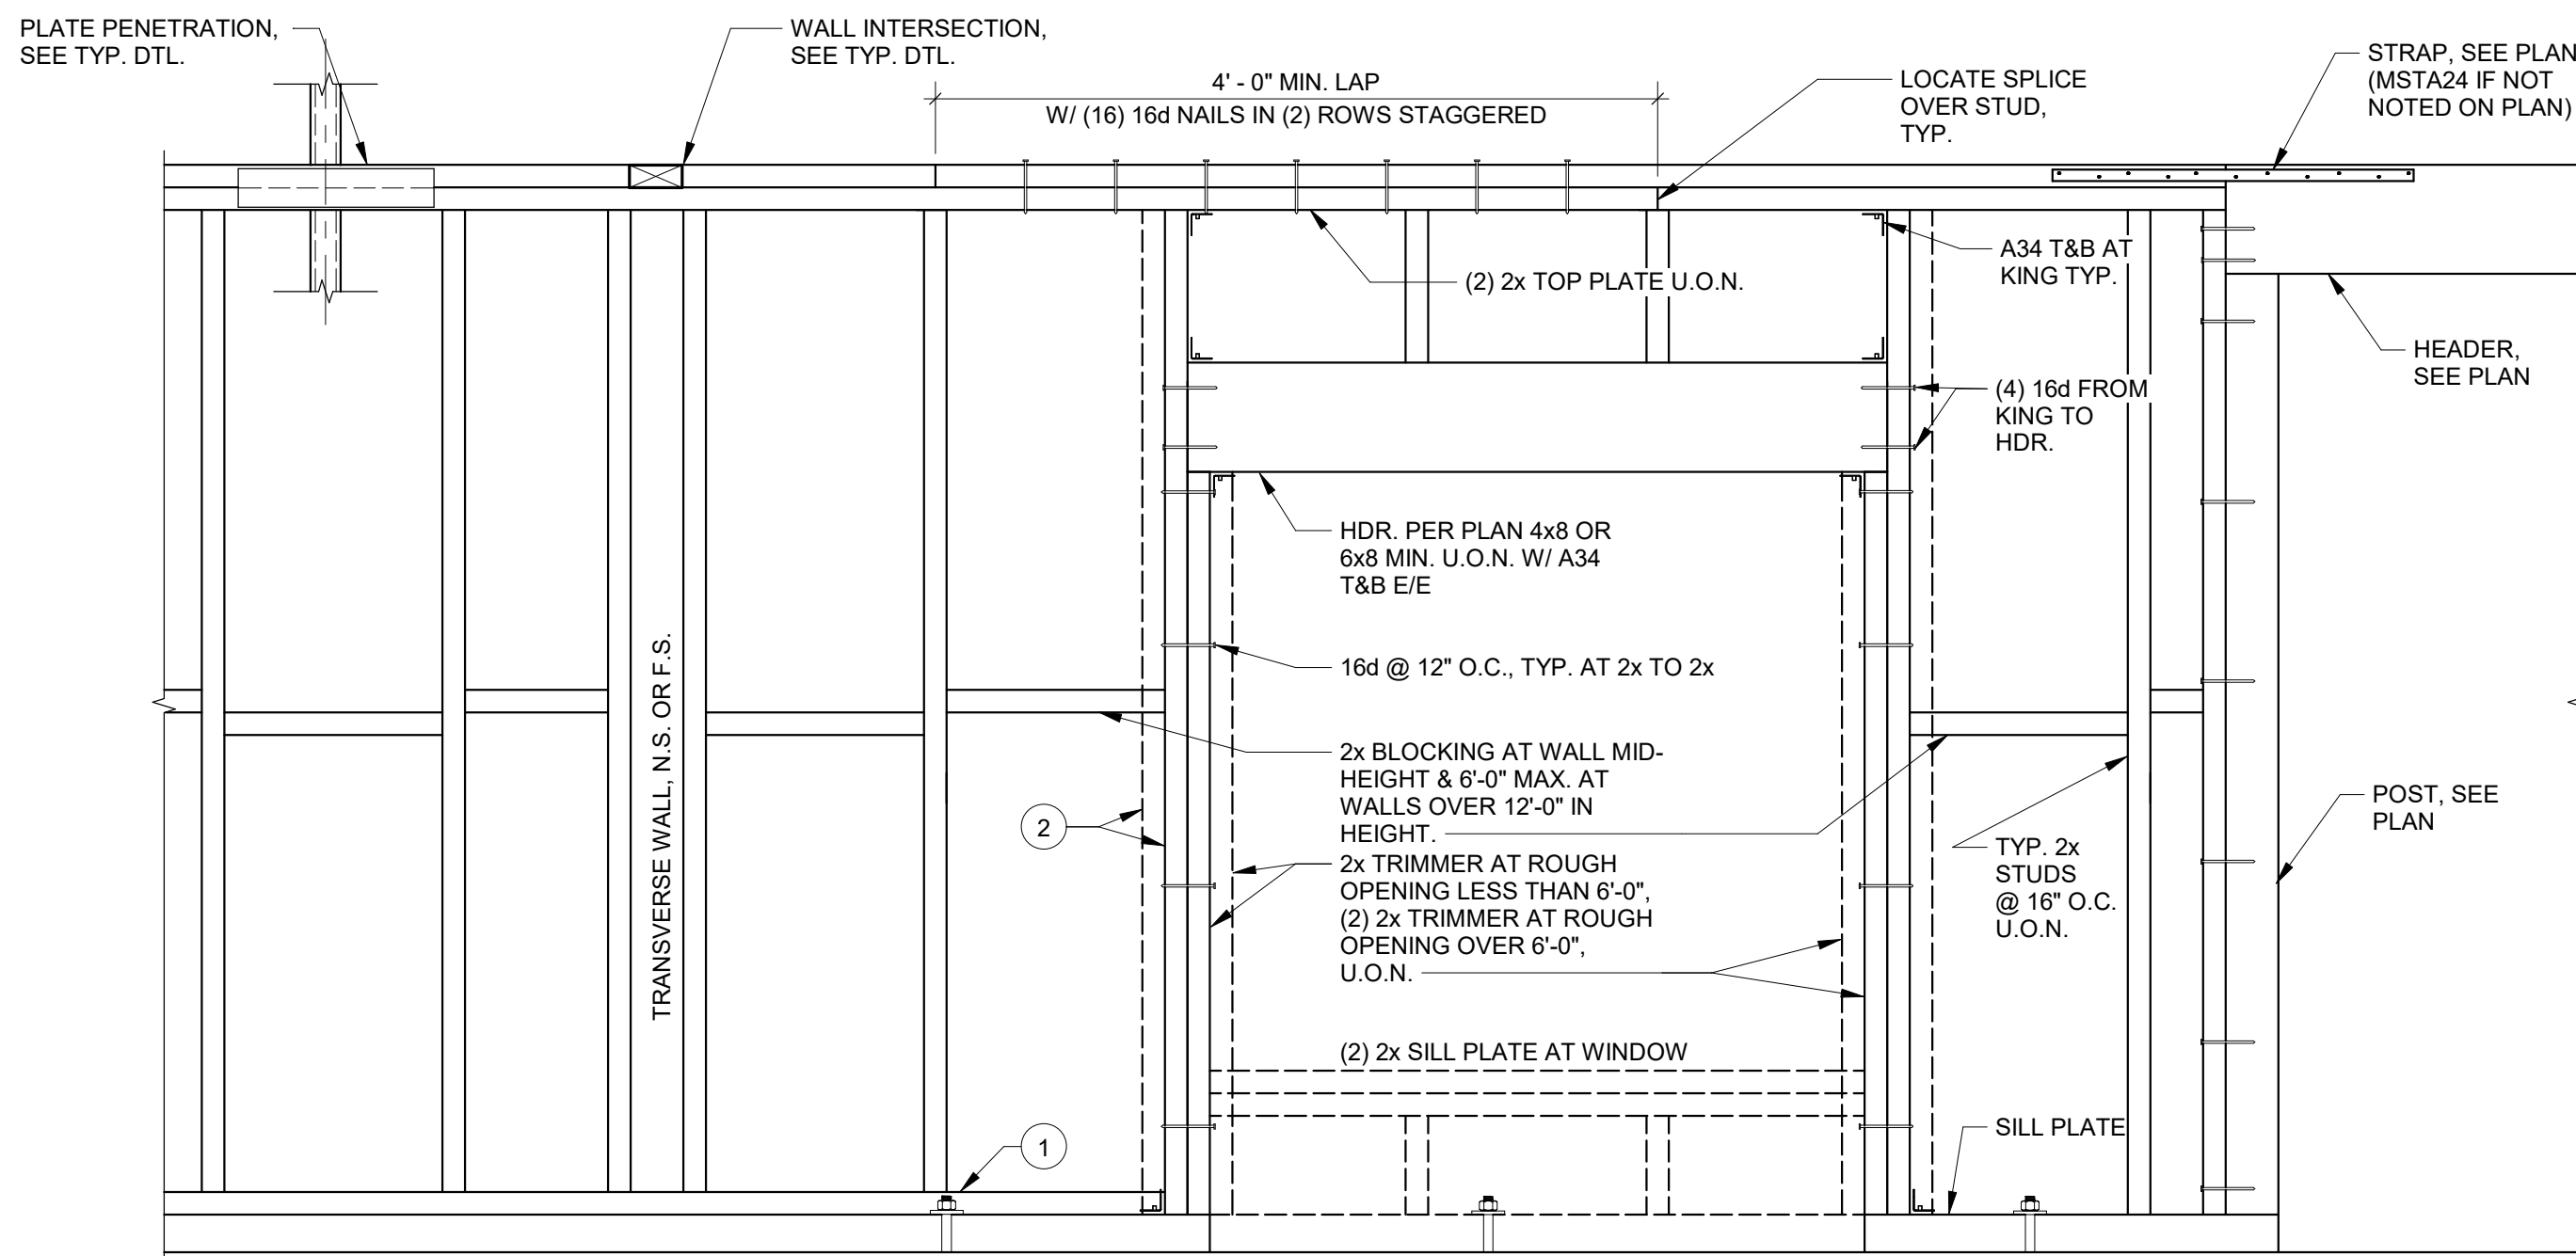 PLATE PENETRATION,
SEE TYP. DTL.
WALL INTERSECTION,
SEE TYP. DTL.
4' - 0" MIN. LAP
W/ (16) 16d NAILS IN (2) ROWS STAGGERED
LOCATE SPLICE
OVER STUD,
TYP.
STRAP, SEE PLAN
(MSTA24 IF NOT
NOTED ON PLAN)
(2) 2x TOP PLATE U.O.N.
A34 T&B AT
KING TYP.
HEADER,
SEE PLAN
(4) 16d FROM
KING TO
HDR.
HDR. PER PLAN 4x8 OR
6x8 MIN. U.O.N. W/ A34
T&B E/E
TRANSVERSE WALL, N.S. OR F.S.
16d @ 12" O.C., TYP. AT 2x TO 2x
2x BLOCKING AT WALL MID-
HEIGHT & 6'-0" MAX. AT
WALLS OVER 12'-0" IN
HEIGHT.
2
POST, SEE
PLAN
TYP. 2x
STUDS
@ 16" O.C.
U.O.N.
2x TRIMMER AT ROUGH
OPENING LESS THAN 6'-0",
(2) 2x TRIMMER AT ROUGH
OPENING OVER 6'-0",
U.O.N.
(2) 2x SILL PLATE AT WINDOW
1
SILL PLATE